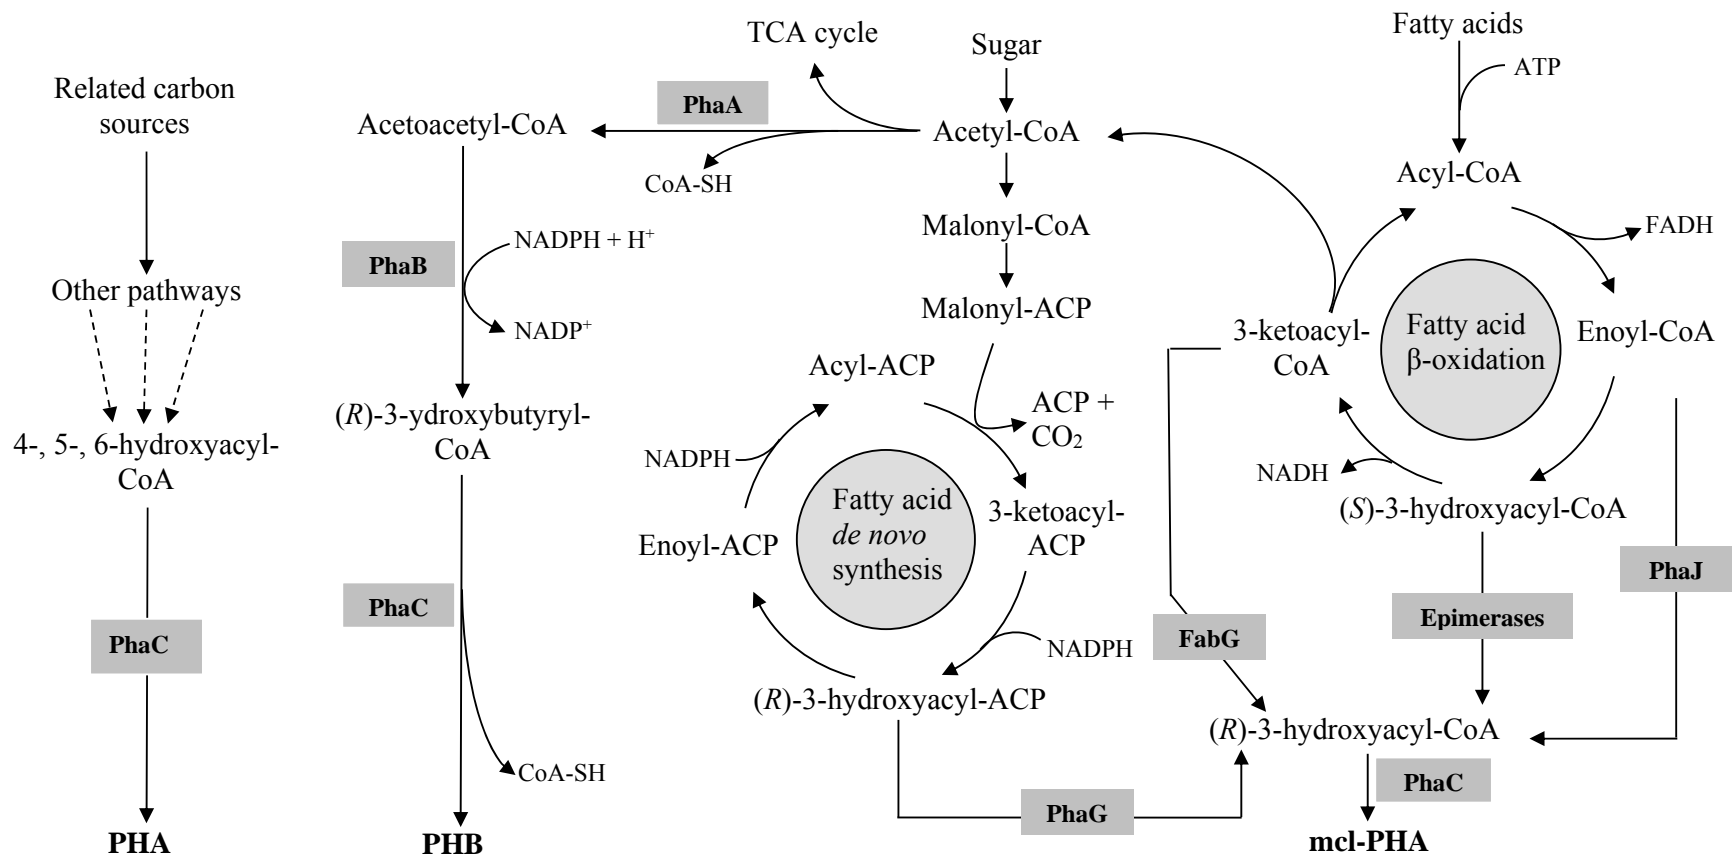 Related carbon
sources
Other pathways
4-, 5-, 6-hydroxyacyl-
CoA
PhaC
PHA
Acetoacetyl-CoA
PhaB
NADPH + H⁺
NADP⁺
(R)-3-ydroxybutyryl-
CoA
PhaC
CoA-SH
PHB
TCA cycle
PhaA
CoA-SH
Sugar
Acetyl-CoA
Malonyl-CoA
Malonyl-ACP
Acyl-ACP
ACP +
CO₂
NADPH
Fatty acid
de novo
synthesis
3-ketoacyl-
ACP
Enoyl-ACP
NADPH
(R)-3-hydroxyacyl-ACP
PhaG
Fatty acids
ATP
Acyl-CoA
FADH
3-ketoacyl-
CoA
Fatty acid
β-oxidation
Enoyl-CoA
NADH
(S)-3-hydroxyacyl-CoA
PhaJ
Epimerases
FabG
(R)-3-hydroxyacyl-CoA
PhaC
mcl-PHA